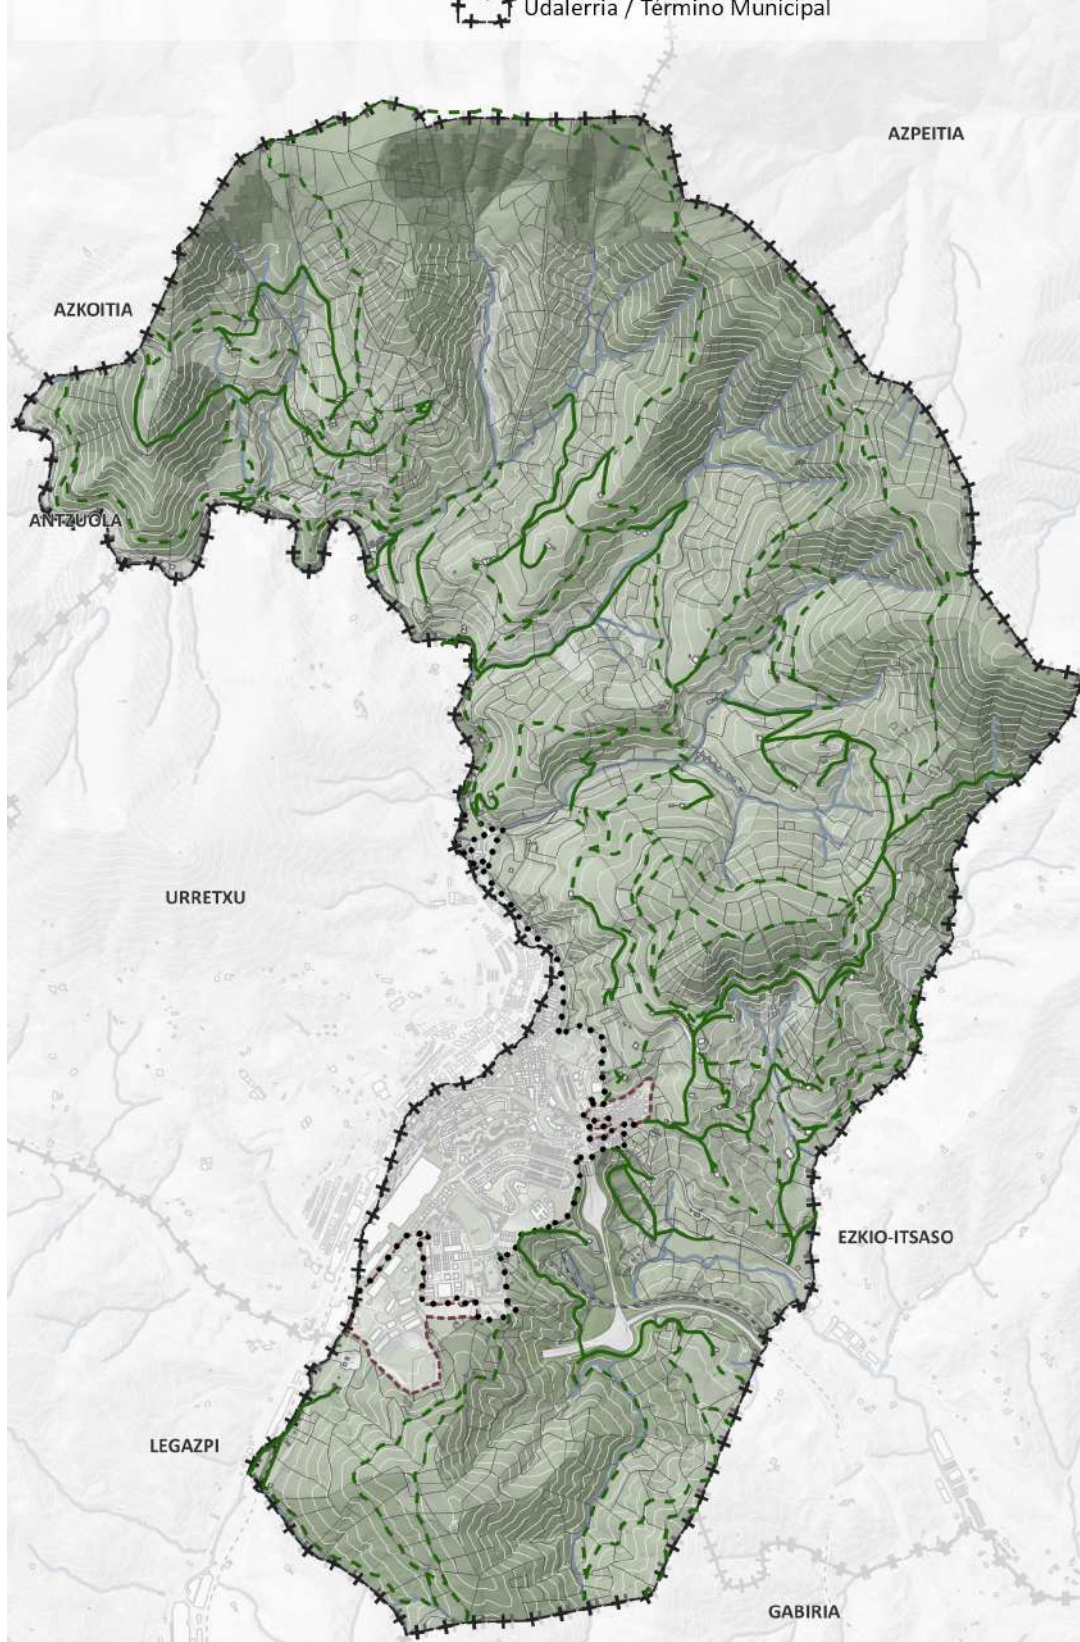 Udalerria / Término Municipal
AZPEITIA
AZKOITIA
ANTZUOLA
URRETXU
EZKIO-ITSASO
LEGAZPI
GABIRIA